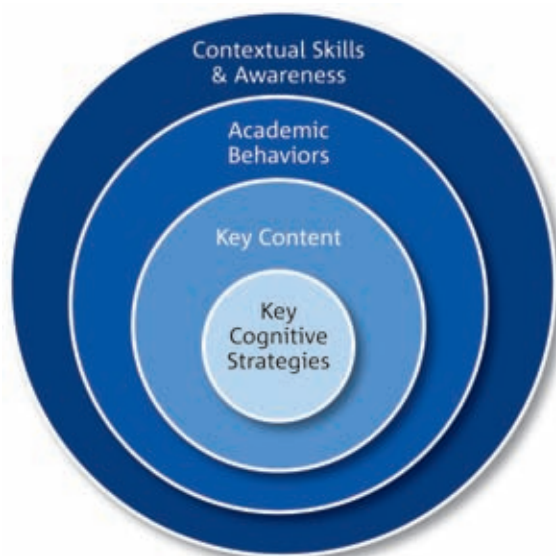 Contextual Skills
& Awareness
Academic
Behaviors
Key Content
Key
Cognitive
Strategies